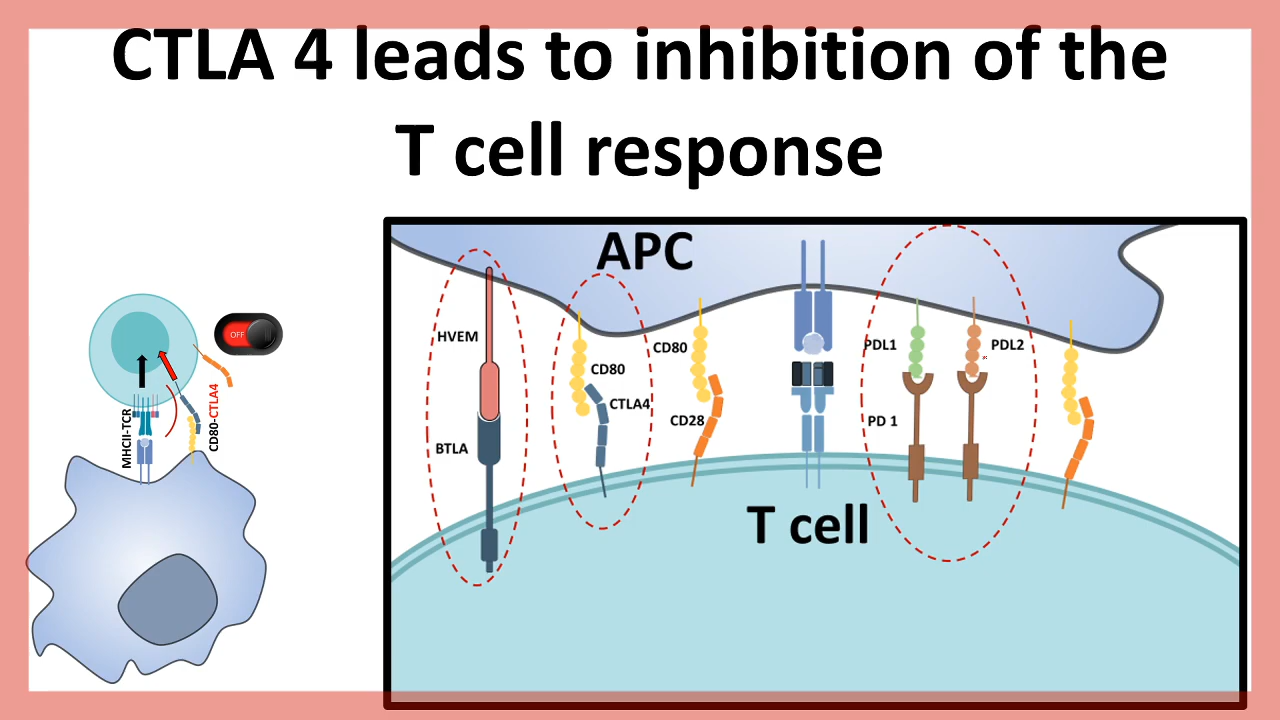 CTLA 4 leads to inhibition of the
T cell response
OFF
MHCII-TCR
CD80-CTLA4
APC
HVEM
BTLA
CD80
CTLA4
CD80
CD28
PDL1
PDL2
PD 1
T cell